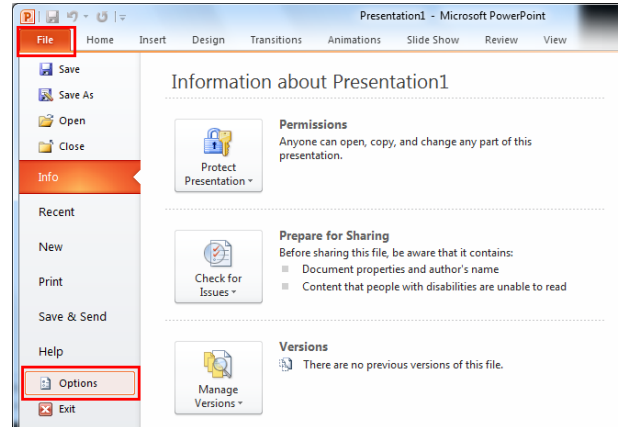 Presentation1 - Microsoft PowerPoint
File Home Insert Design Transitions Animations Slide Show Review View
Save
Save As
Open
Close
Info
Recent
New
Print
Save & Send
Help
Options
Exit
Information about Presentation1
Protect
Presentation
Permissions
Anyone can open, copy, and change any part of this
presentation.
Check for
Issues
Prepare for Sharing
Before sharing this file, be aware that it contains:
Document properties and author's name
Content that people with disabilities are unable to read
Manage
Versions
Versions
There are no previous versions of this file.